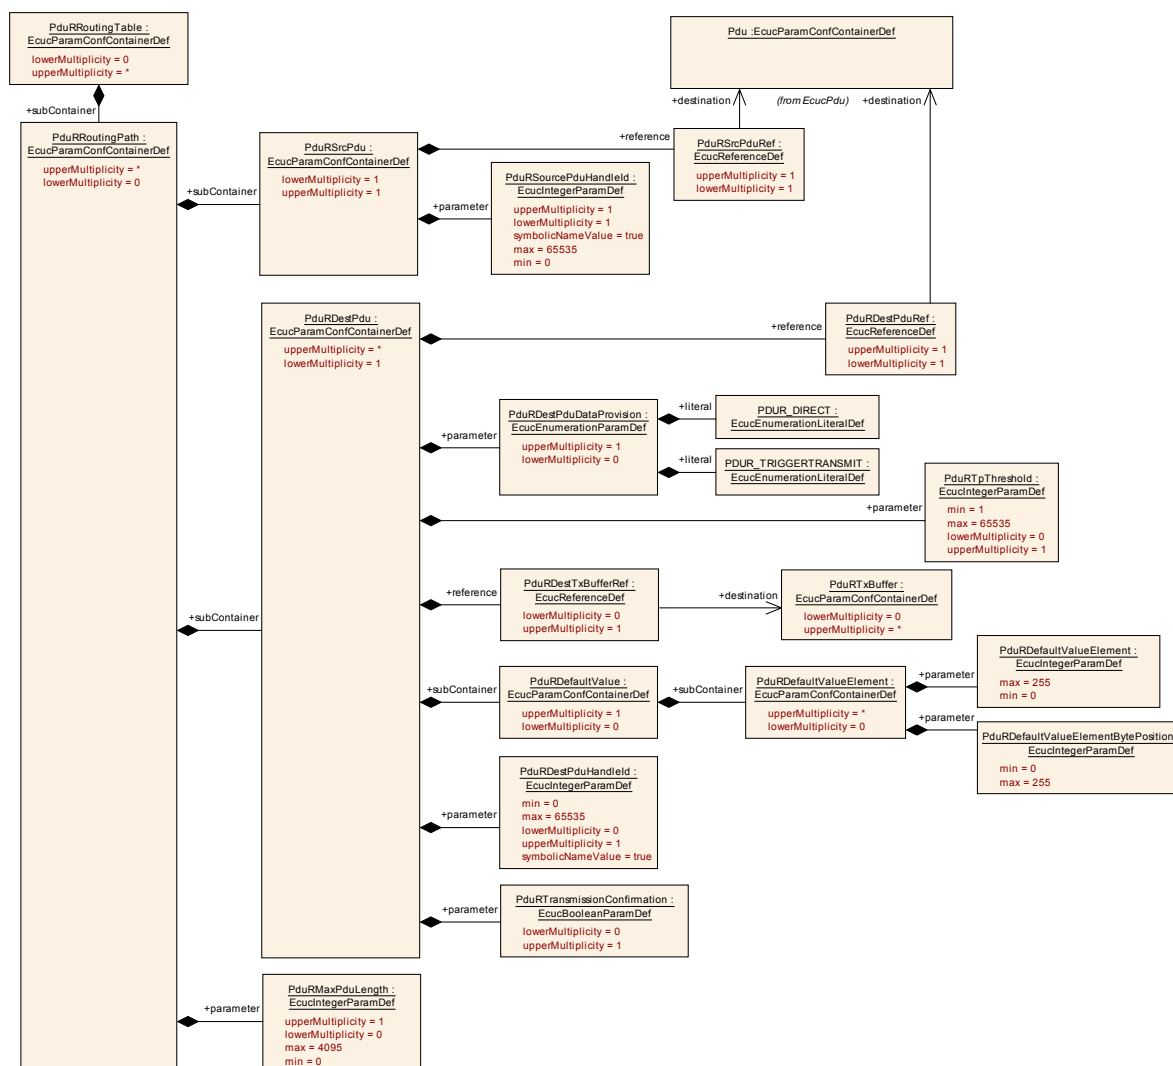 PduRRoutingTable :
EcucParamConfContainerDef
lowerMultiplicity = 0
upperMultiplicity = *
+subContainer
PduRRoutingPath :
EcucParamConfContainerDef
upperMultiplicity = *
lowerMultiplicity = 0
Pdu :EcucParamConfContainerDef
(from EcucPdu)
+destination
+destination
+subContainer
PduRSrcPdu :
EcucParamConfContainerDef
lowerMultiplicity = 1
upperMultiplicity = 1
+reference
PduRSrcPduRef :
EcucReferenceDef
upperMultiplicity = 1
lowerMultiplicity = 1
+parameter
PduRSourcePduHandleId :
EcucIntegerParamDef
upperMultiplicity = 1
lowerMultiplicity = 1
symbolicNameValue = true
max = 65535
min = 0
+subContainer
PduRDestPdu :
EcucParamConfContainerDef
upperMultiplicity = *
lowerMultiplicity = 1
+reference
PduRDestPduRef :
EcucReferenceDef
upperMultiplicity = 1
lowerMultiplicity = 1
+parameter
PduRDestPduDataProvision :
EcucEnumerationParamDef
upperMultiplicity = 1
lowerMultiplicity = 0
+literal
PDUR_DIRECT :
EcucEnumerationLiteralDef
+literal
PDUR_TRIGGERTRANSMIT :
EcucEnumerationLiteralDef
+parameter
PduRTpThreshold :
EcucIntegerParamDef
min = 1
max = 65535
lowerMultiplicity = 0
upperMultiplicity = 1
+reference
PduRDestTxBufferRef :
EcucReferenceDef
lowerMultiplicity = 0
upperMultiplicity = 1
+destination
PduRTxBuffer :
EcucParamConfContainerDef
lowerMultiplicity = 0
upperMultiplicity = *
+subContainer
PduRDefaultValue :
EcucParamConfContainerDef
upperMultiplicity = 1
lowerMultiplicity = 0
+subContainer
PduRDefaultValueElement :
EcucParamConfContainerDef
upperMultiplicity = *
lowerMultiplicity = 0
+parameter
PduRDefaultValueElement :
EcucIntegerParamDef
max = 255
min = 0
+parameter
PduRDefaultValueElementBytePosition
EcucIntegerParamDef
min = 0
max = 255
+parameter
PduRDestPduHandleId :
EcucIntegerParamDef
min = 0
max = 65535
lowerMultiplicity = 0
upperMultiplicity = 1
symbolicNameValue = true
+parameter
PduRTransmissionConfirmation :
EcucBooleanParamDef
lowerMultiplicity = 0
upperMultiplicity = 1
+parameter
PduRMaxPduLength :
EcucIntegerParamDef
upperMultiplicity = 1
lowerMultiplicity = 0
max = 4095
min = 0